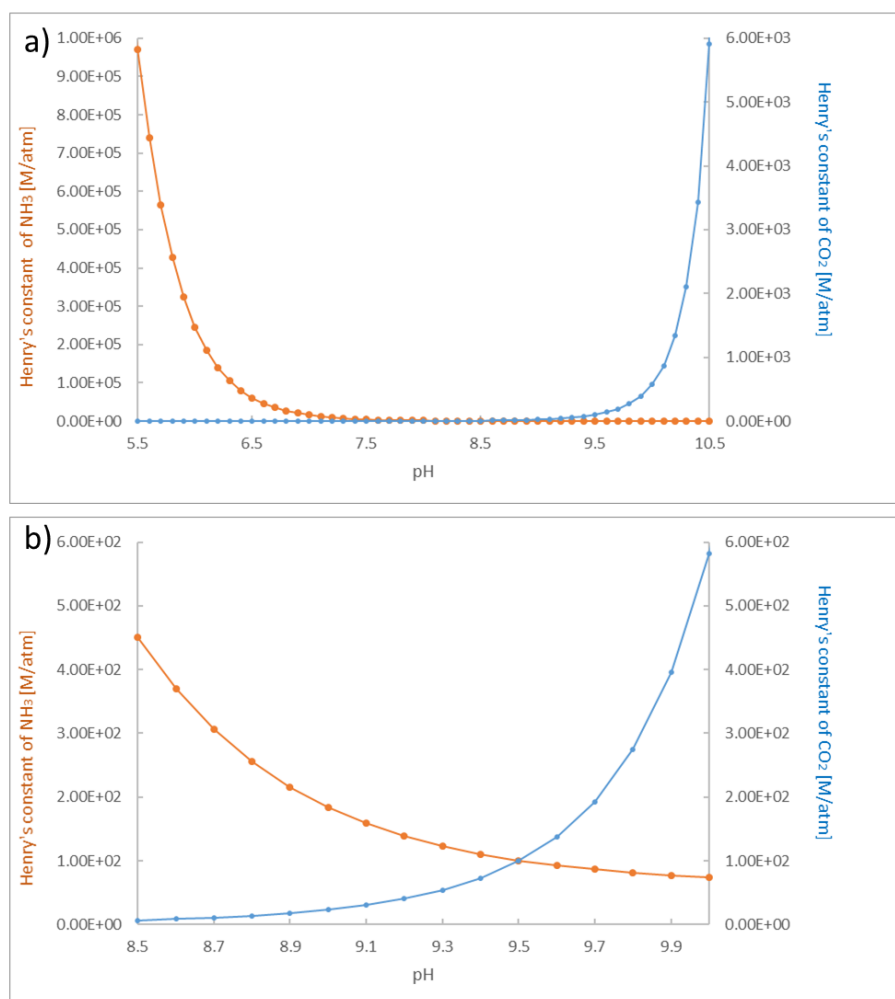 a)
1.00E+06
9.00E+05
8.00E+05
7.00E+05
6.00E+05
5.00E+05
4.00E+05
3.00E+05
2.00E+05
1.00E+05
0.00E+00
Henry's constant of NH3 [M/atm]
6.00E+03
5.00E+03
4.00E+03
3.00E+03
2.00E+03
1.00E+03
0.00E+00
Henry's constant of CO2 [M/atm]
5.5 6.5 7.5 8.5 9.5 10.5
pH
b)
6.00E+02
5.00E+02
4.00E+02
3.00E+02
2.00E+02
1.00E+02
0.00E+00
Henry's constant of NH3 [M/atm]
6.00E+02
5.00E+02
4.00E+02
3.00E+02
2.00E+02
1.00E+02
0.00E+00
Henry's constant of CO2 [M/atm]
8.5 8.7 8.9 9.1 9.3 9.5 9.7 9.9
pH